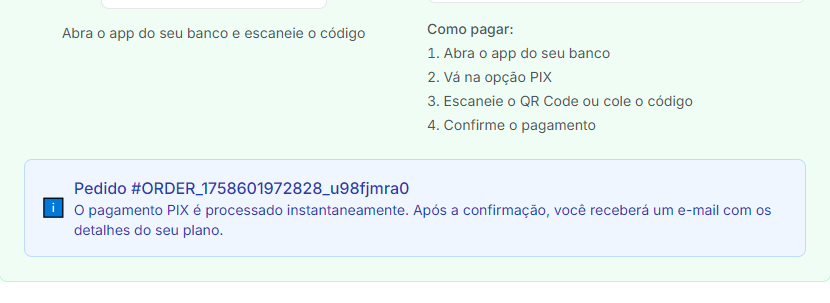 Abra o app do seu banco e escaneie o código
Como pagar:
1. Abra o app do seu banco
2. Vá na opção PIX
3. Escaneie o QR Code ou cole o código
4. Confirme o pagamento
i
Pedido #ORDER_1758601972828_u98fjmra0
O pagamento PIX é processado instantaneamente. Após a confirmação, você receberá um e-mail com os
detalhes do seu plano.